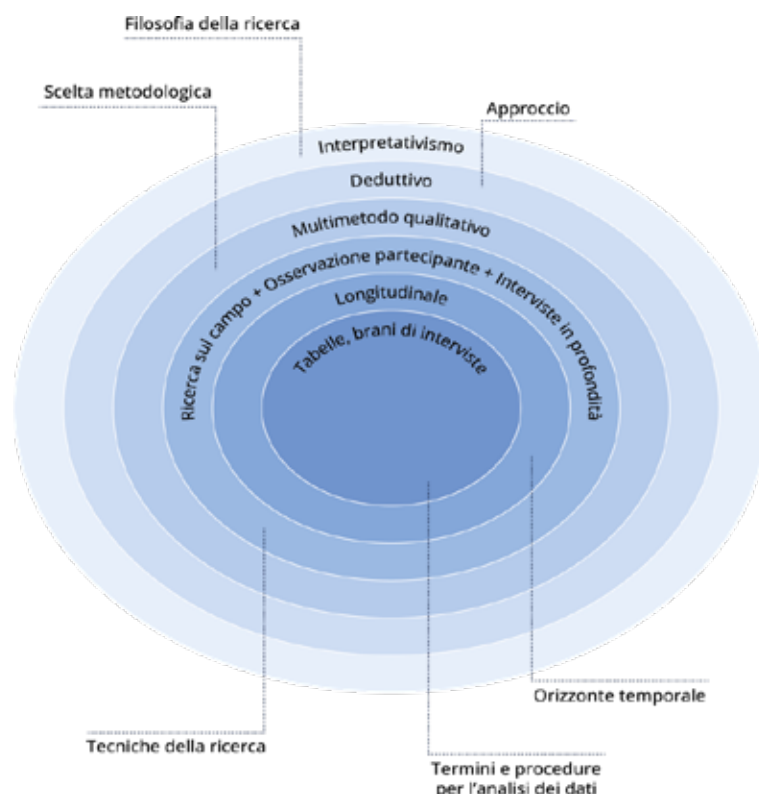 Filosofia della ricerca
Scelta metodologica
Approccio
Interpretativismo
Deduttivo
Multimetodo qualitativo
Ricerca sul campo + Osservazione partecipante + Interviste in profondità
Longitudinale
Tabelle, brani di interviste
Orizzonte temporale
Tecniche della ricerca
Termini e procedure
per l'analisi dei dati